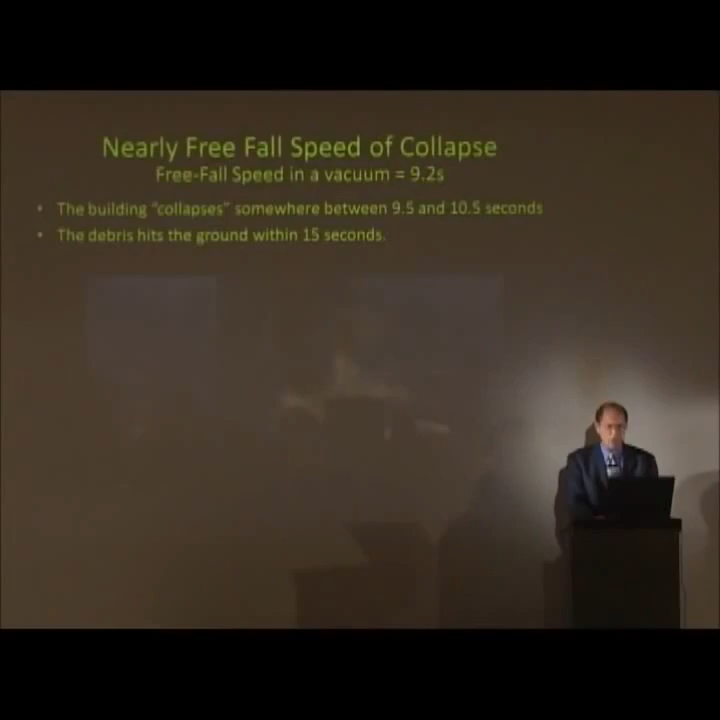 Nearly Free Fall Speed of Collapse
Free-Fall Speed in a vacuum = 9.2s
• The building "collapses" somewhere between 9.5 and 10.5 seconds
• The debris hits the ground within 15 seconds.